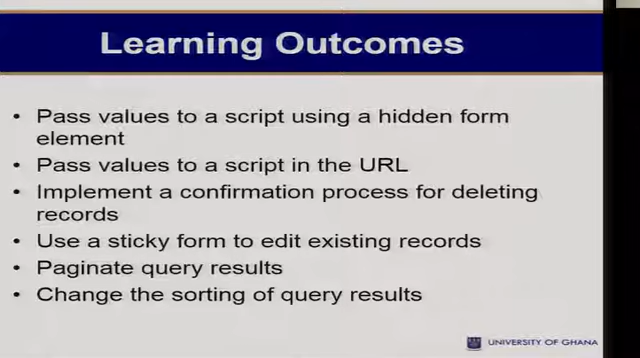 Learning Outcomes
• Pass values to a script using a hidden form
element
• Pass values to a script in the URL
• Implement a confirmation process for deleting
records
• Use a sticky form to edit existing records
• Paginate query results
• Change the sorting of query results
UNIVERSITY OF GHANA